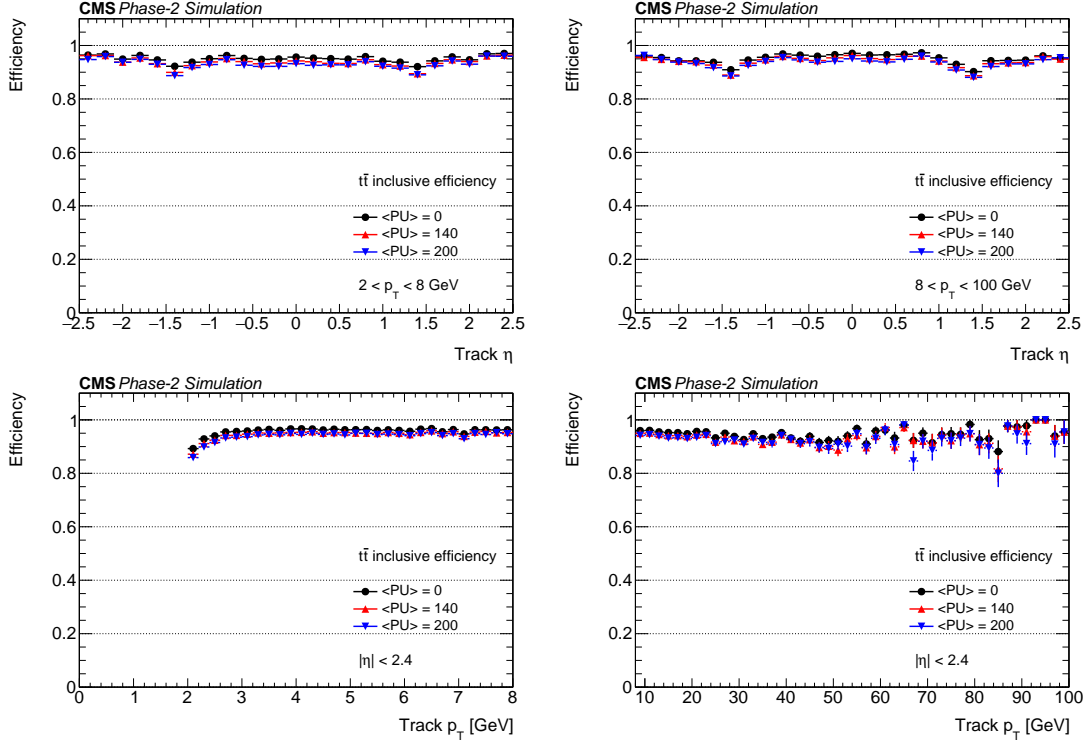 CMS Phase-2 Simulation
Efficiency
1
0.8
0.6
0.4
0.2
0
tt̄ inclusive efficiency
<PU> = 0
<PU> = 140
<PU> = 200
2 < p_T < 8 GeV
−2.5 −2 −1.5 −1 −0.5 0 0.5 1 1.5 2 2.5
Track η
CMS Phase-2 Simulation
Efficiency
1
0.8
0.6
0.4
0.2
0
tt̄ inclusive efficiency
<PU> = 0
<PU> = 140
<PU> = 200
8 < p_T < 100 GeV
−2.5 −2 −1.5 −1 −0.5 0 0.5 1 1.5 2 2.5
Track η
CMS Phase-2 Simulation
Efficiency
1
0.8
0.6
0.4
0.2
0
tt̄ inclusive efficiency
<PU> = 0
<PU> = 140
<PU> = 200
|η| < 2.4
0 1 2 3 4 5 6 7 8
Track p_T [GeV]
CMS Phase-2 Simulation
Efficiency
1
0.8
0.6
0.4
0.2
0
tt̄ inclusive efficiency
<PU> = 0
<PU> = 140
<PU> = 200
|η| < 2.4
10 20 30 40 50 60 70 80 90 100
Track p_T [GeV]